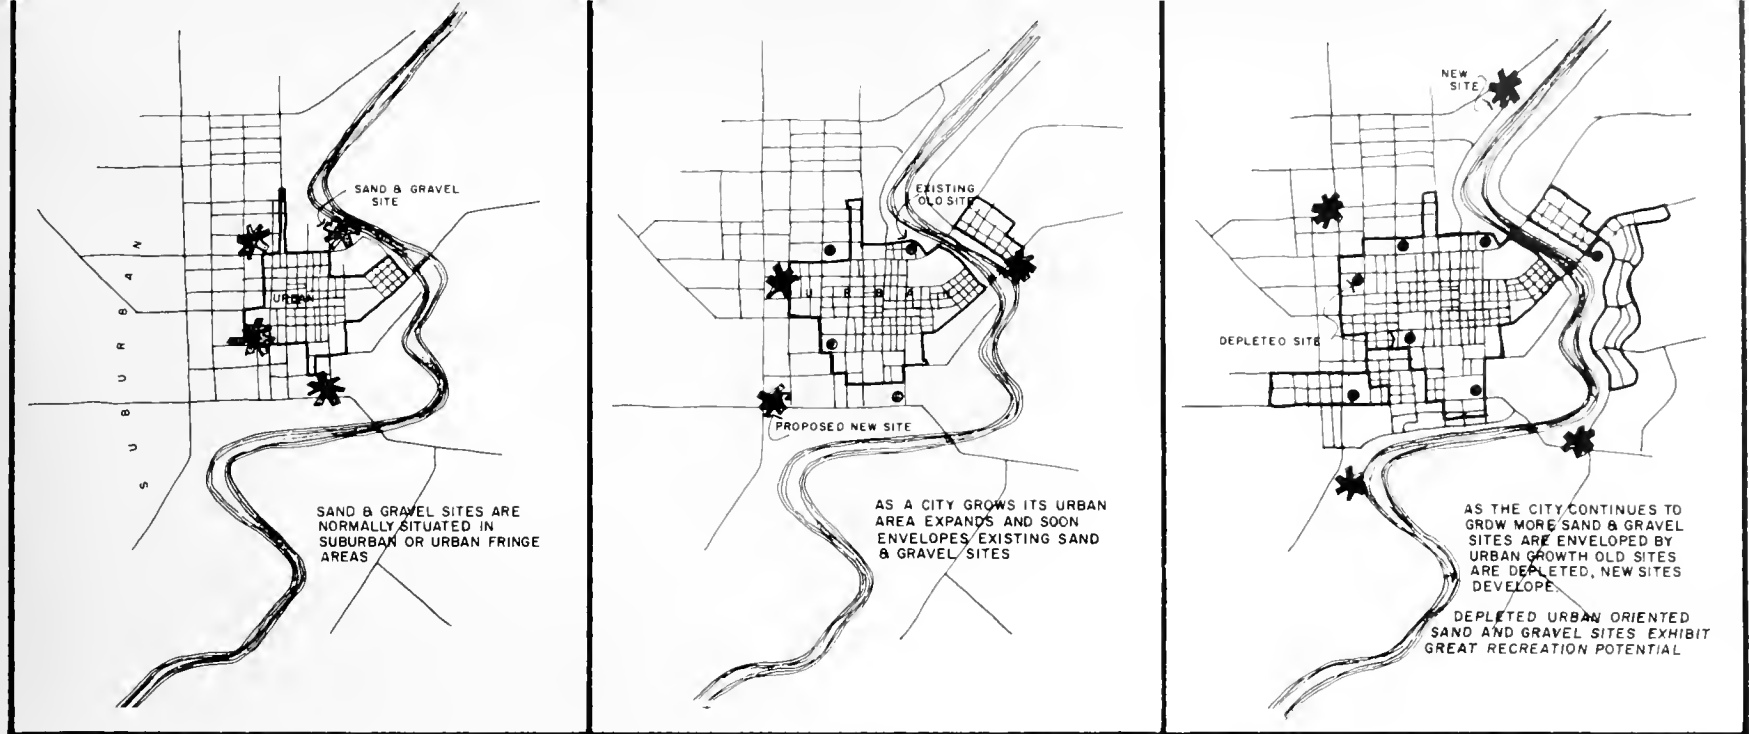 SAND & GRAVEL
SITE
SUBURBAN
URBAN
SAND & GRAVEL SITES ARE
NORMALLY SITUATED IN
SUBURBAN OR URBAN FRINGE
AREAS
EXISTING
OLD SITE
URBAN
PROPOSED NEW SITE
AS A CITY GROWS ITS URBAN
AREA EXPANDS AND SOON
ENVELOPES EXISTING SAND
& GRAVEL SITES
NEW
SITE
DEPLETED SITE
AS THE CITY CONTINUES TO
GROW MORE SAND & GRAVEL
SITES ARE ENVELOPED BY
URBAN GROWTH OLD SITES
ARE DEPLETED, NEW SITES
DEVELOPE.
DEPLETED URBAN ORIENTED
SAND AND GRAVEL SITES EXHIBIT
GREAT RECREATION POTENTIAL